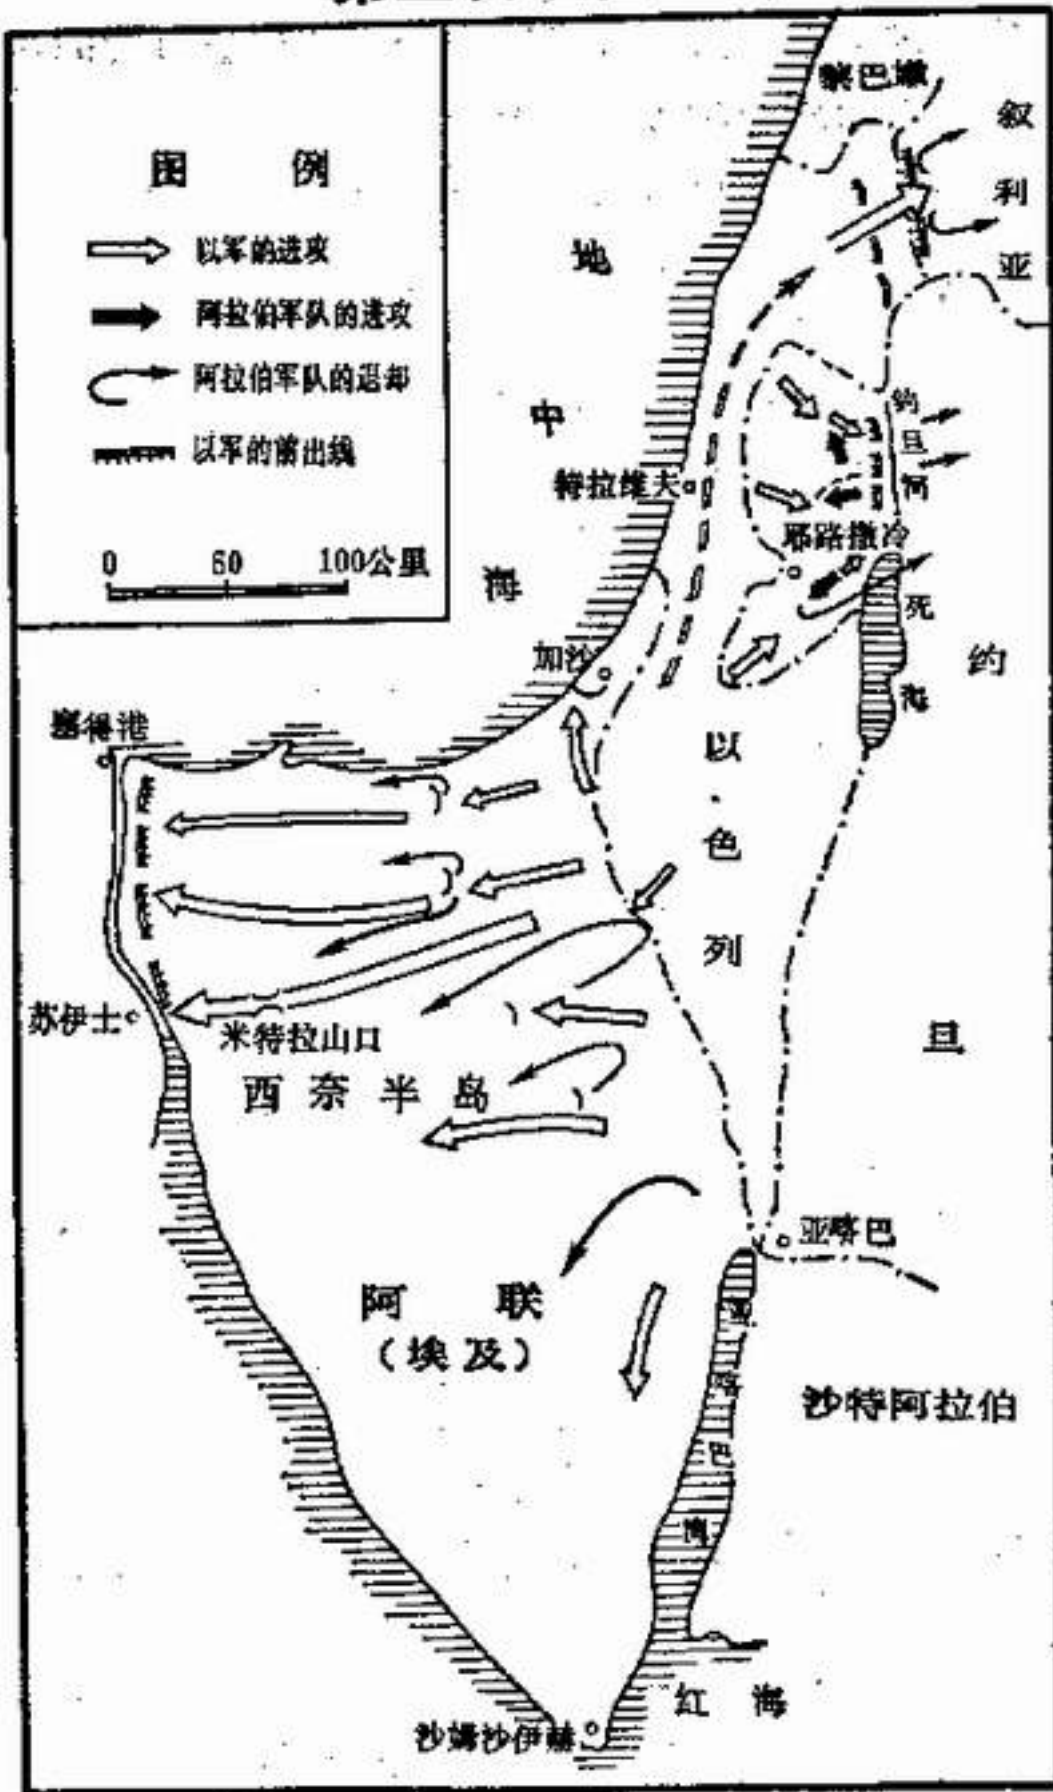 图 例
以军的进攻
阿拉伯军队的进攻
阿拉伯军队的退却
以军的前出线
0 50 100公里
黎巴嫩
叙利亚
地中海
特拉维夫
约旦河
耶路撒冷
死海
加沙
约旦
塞得港
以色列
苏伊士
米特拉山口
西奈半岛
亚喀巴
阿联
(埃及)
亚喀巴湾
沙特阿拉伯
红海
沙姆沙伊赫